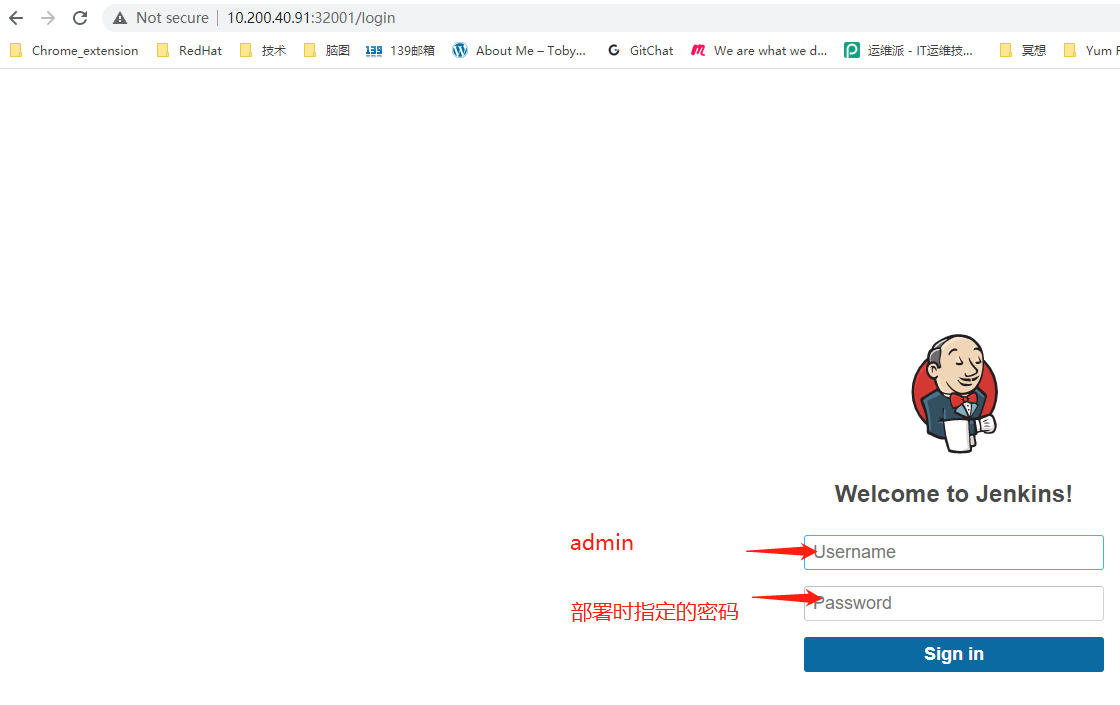 Not secure | 10.200.40.91:32001/login
Chrome_extension RedHat 技术 脑图 139 139邮箱 About Me – Toby... GitChat We are what we d... 运维派 - IT运维技... 冥想 Yum
Welcome to Jenkins!
admin
Username
部署时指定的密码
Password
Sign in